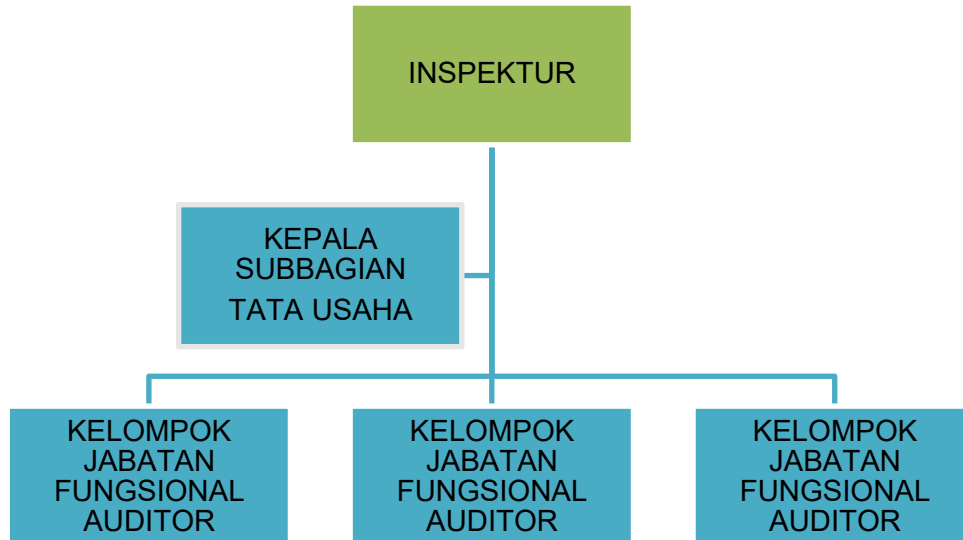 INSPEKTUR
KEPALA
SUBBAGIAN
TATA USAHA
KELOMPOK
JABATAN
FUNGSIONAL
AUDITOR
KELOMPOK
JABATAN
FUNGSIONAL
AUDITOR
KELOMPOK
JABATAN
FUNGSIONAL
AUDITOR